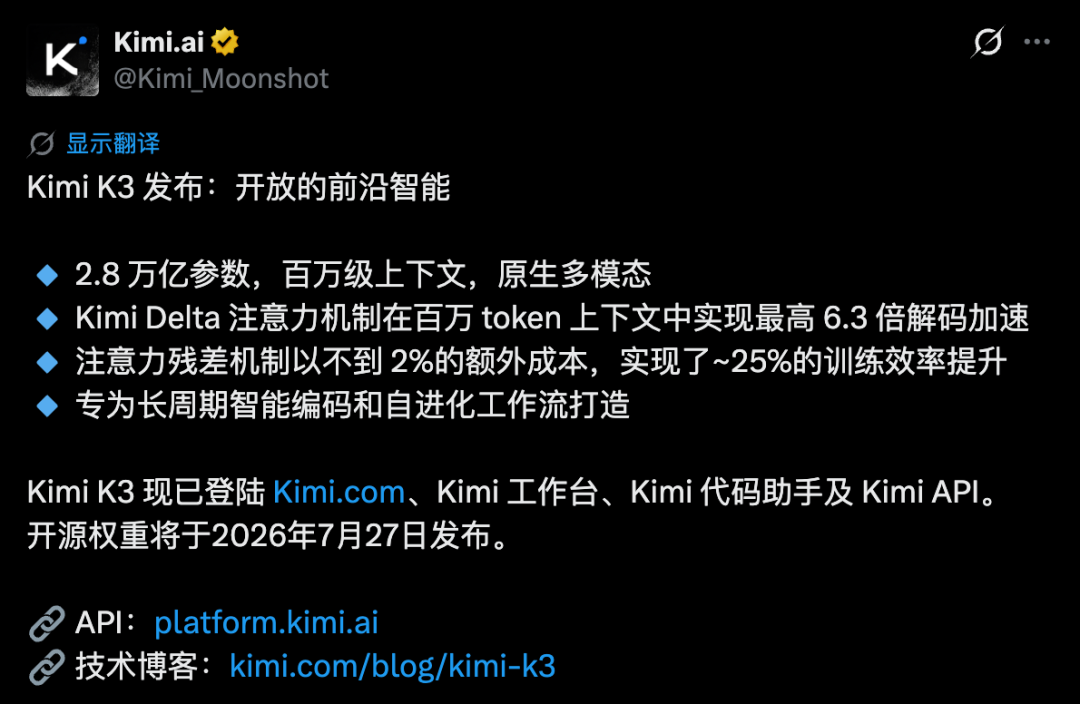 Kimi.ai
@Kimi_Moonshot
显示翻译
Kimi K3 发布：开放的前沿智能
2.8 万亿参数，百万级上下文，原生多模态
Kimi Delta 注意力机制在百万 token 上下文中实现最高 6.3 倍解码加速
注意力残差机制以不到 2%的额外成本，实现了~25%的训练效率提升
专为长周期智能编码和自进化工作流打造
Kimi K3 现已登陆 Kimi.com、Kimi 工作台、Kimi 代码助手及 Kimi API。
开源权重将于2026年7月27日发布。
API：platform.kimi.ai
技术博客：kimi.com/blog/kimi-k3